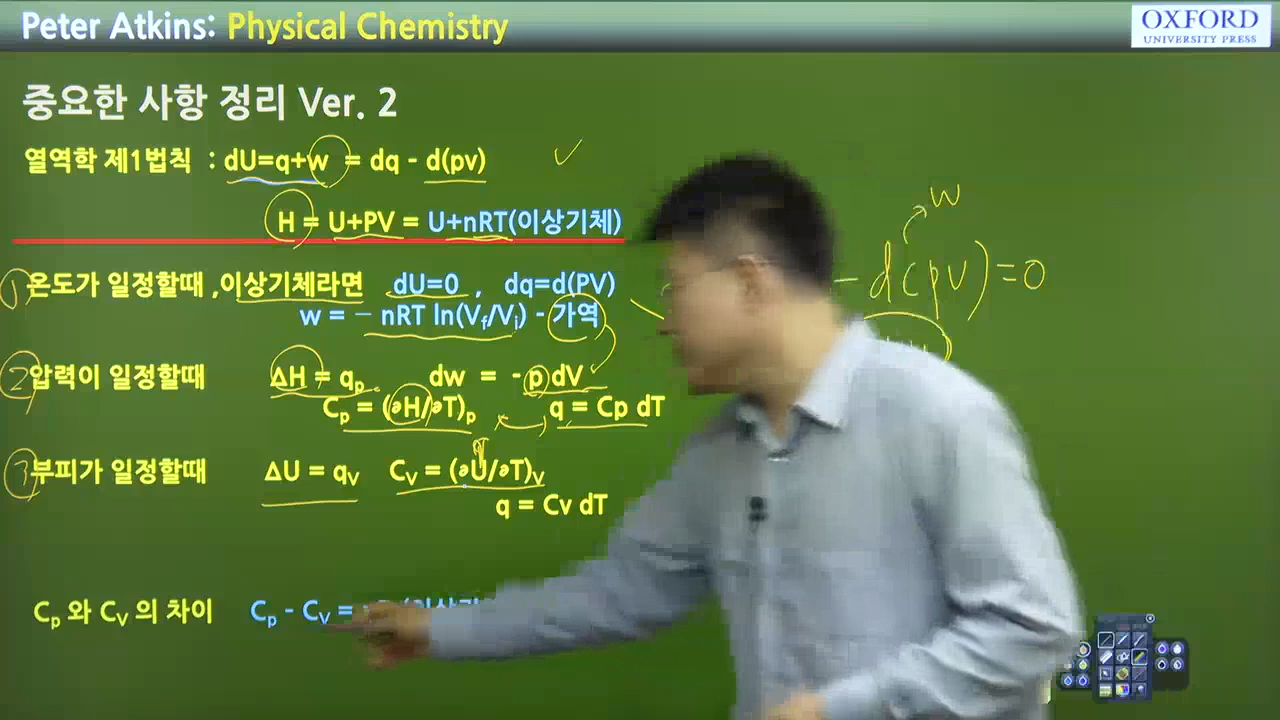 Peter Atkins: Physical Chemistry
OXFORD
UNIVERSITY PRESS
중요한 사항 정리 Ver. 2
열역학 제1법칙 : dU=q+w = dq - d(pv)
H = U+PV = U+nRT(이상기체)
w
- d(pv)=0
① 온도가 일정할때 ,이상기체라면 dU=0 , dq=d(PV)
w = － nRT ln(Vf/Vi) - 가역
② 압력이 일정할때 ΔH = qp dw = - p dV
Cp = (∂H/∂T)p q = Cp dT
q
③ 부피가 일정할때 ΔU = qV CV = (∂U/∂T)V
q = Cv dT
Cp 와 CV 의 차이 Cp - CV =